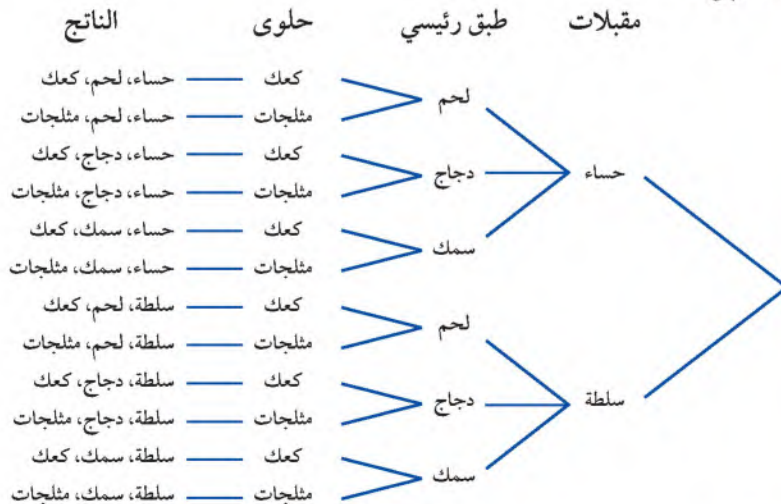 مقبلات طبق رئيسي حلوى الناتج
كعك حساء، لحم، كعك
لحم
مثلجات حساء، لحم، مثلجات
كعك حساء، دجاج، كعك
حساء دجاج
مثلجات حساء، دجاج، مثلجات
كعك حساء، سمك، كعك
سمك
مثلجات حساء، سمك، مثلجات
كعك سلطة، لحم، كعك
لحم
مثلجات سلطة، لحم، مثلجات
كعك سلطة، دجاج، كعك
سلطة دجاج
مثلجات سلطة، دجاج، مثلجات
كعك سلطة، سمك، كعك
سمك
مثلجات سلطة، سمك، مثلجات